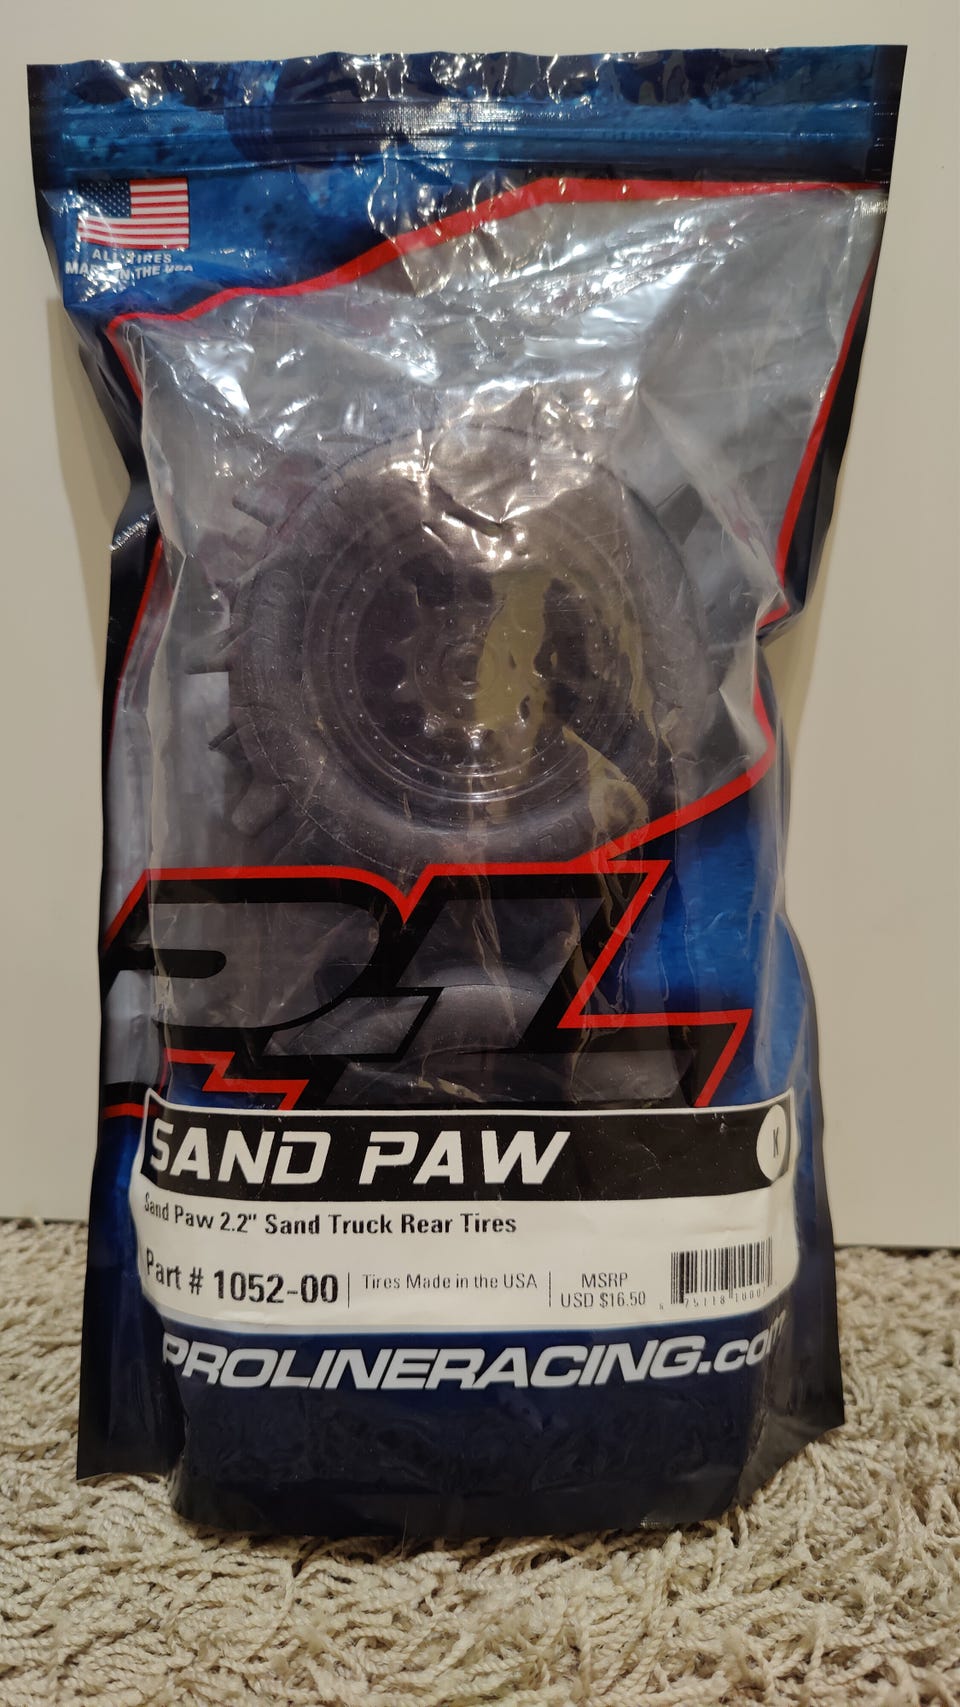 ALL TIRES
MADE IN THE USA
PL
SAND PAW
K
Sand Paw 2.2" Sand Truck Rear Tires
Part # 1052-00
Tires Made in the USA
MSRP
USD $16.50
PROLINERACING.com